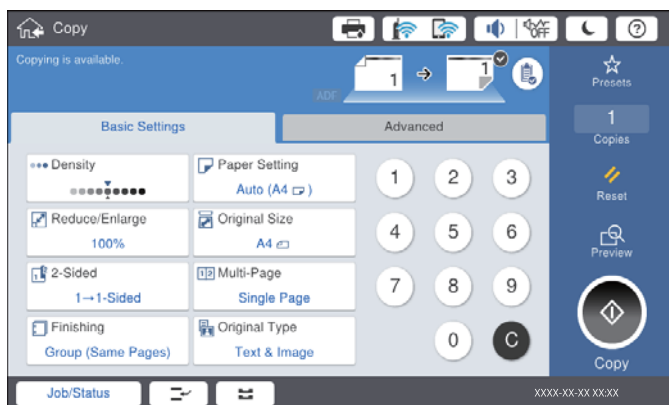 Copy
OFF
?
Copying is available.
ADF
1
1
Presets
1
Copies
Reset
Preview
Copy
Basic Settings
Advanced
Density
Paper Setting
Auto (A4 )
Reduce/Enlarge
100%
Original Size
A4
2-Sided
1→1-Sided
Multi-Page
Single Page
Finishing
Group (Same Pages)
Original Type
Text & Image
1 2 3
4 5 6
7 8 9
0 C
Job/Status
XXXX-XX-XX XX:XX